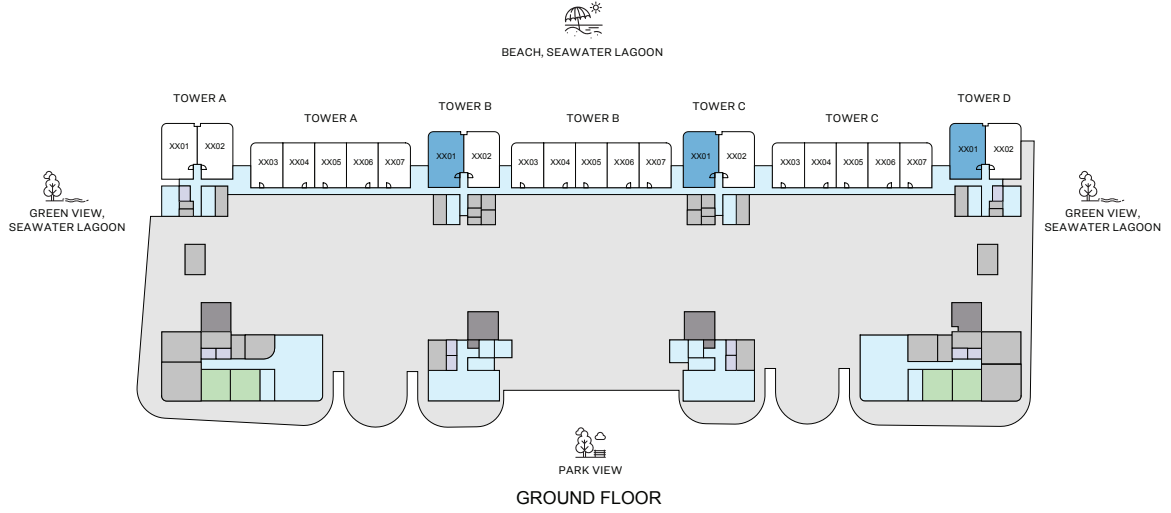 BEACH, SEAWATER LAGOON
TOWER A
TOWER A
TOWER B
TOWER B
TOWER C
TOWER C
TOWER D
XX01
XX02
XX03
XX04
XX05
XX06
XX07
XX01
XX02
XX03
XX04
XX05
XX06
XX07
XX01
XX02
XX03
XX04
XX05
XX06
XX07
XX01
XX02
GREEN VIEW,
SEAWATER LAGOON
GREEN VIEW,
SEAWATER LAGOON
PARK VIEW
GROUND FLOOR